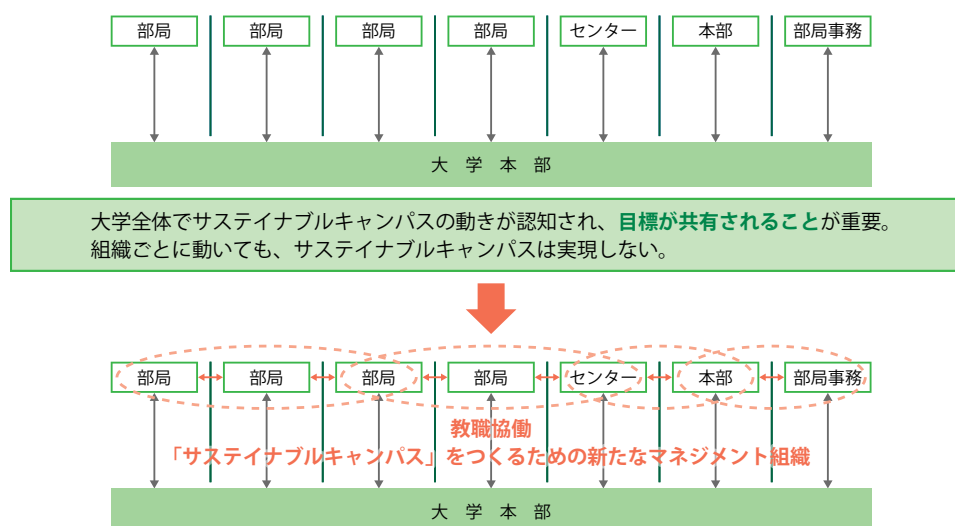 部局 部局 部局 部局 センター 本部 部局事務
大 学 本 部
大学全体でサステイナブルキャンパスの動きが認知され、目標が共有されることが重要。
組織ごとに動いても、サステイナブルキャンパスは実現しない。
部局 部局 部局 部局 センター 本部 部局事務
教職協働
「サステイナブルキャンパス」をつくるための新たなマネジメント組織
大 学 本 部